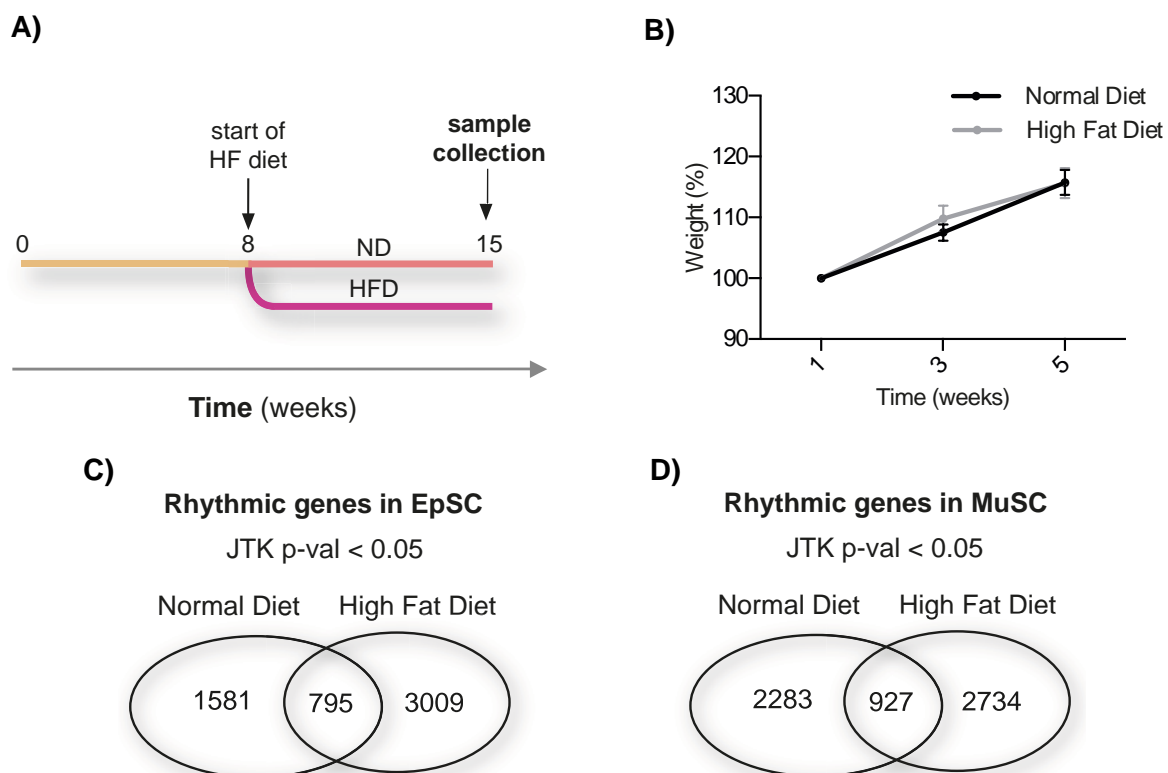 A)
start of
HF diet
sample
collection
0
8
15
ND
HFD
Time (weeks)
B)
130
120
110
100
90
Weight (%)
Normal Diet
High Fat Diet
1
3
5
Time (weeks)
C)
Rhythmic genes in EpSC
JTK p-val < 0.05
Normal Diet
High Fat Diet
1581
795
3009
D)
Rhythmic genes in MuSC
JTK p-val < 0.05
Normal Diet
High Fat Diet
2283
927
2734